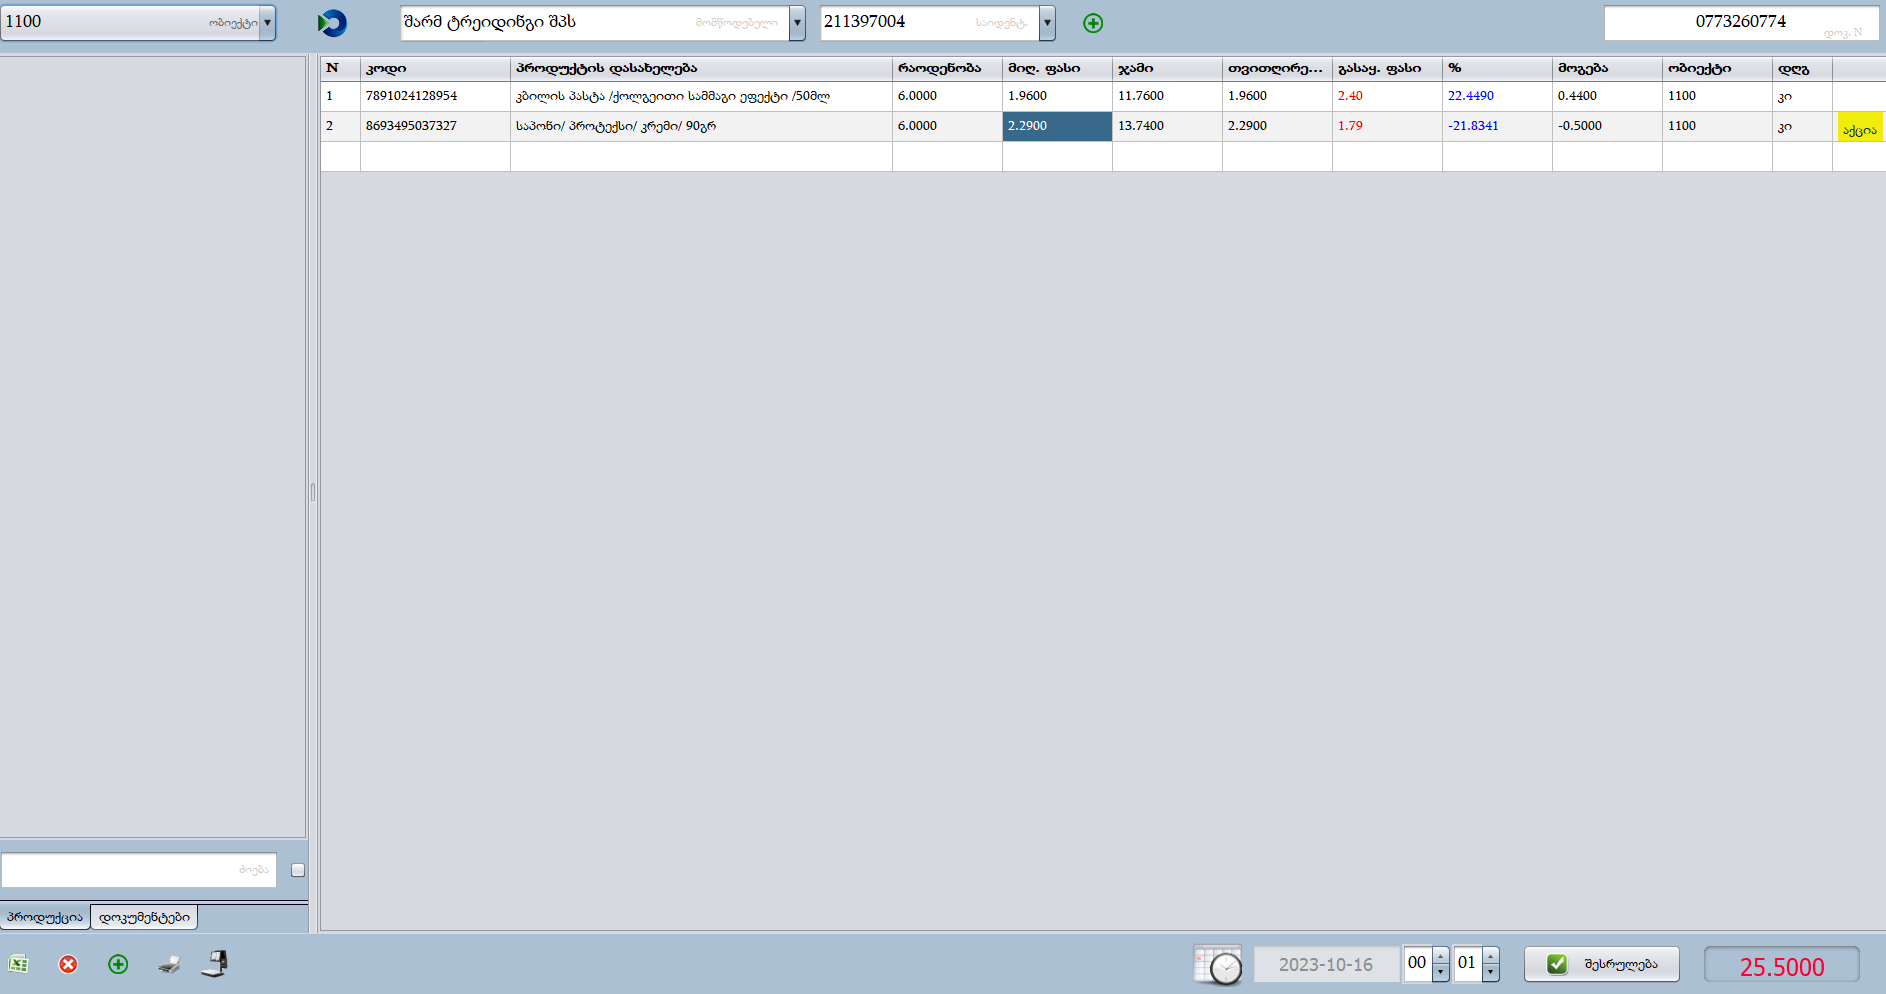 1100 ობიექტი
შარმ ტრეიდინგი შპს მომწოდებელი
211397004 საიდენტ.
0773260774 დოკ. N
N კოდი პროდუქტის დასახელება რაოდენობა მიღ. ფასი ჯამი თვითღირე... გასაყ. ფასი % მოგება ობიექტი დღგ
1 7891024128954 კბილის პასტა /ქოლგეითი სამმაგი ეფექტი /50მლ 6.0000 1.9600 11.7600 1.9600 2.40 22.4490 0.4400 1100 კი
2 8693495037327 საპონი/ პროტექსი/ კრემი/ 90გრ 6.0000 2.2900 13.7400 2.2900 1.79 -21.8341 -0.5000 1100 კი აქცია
ძიება
პროდუქცია დოკუმენტები
2023-10-16 00 01 შესრულება 25.5000